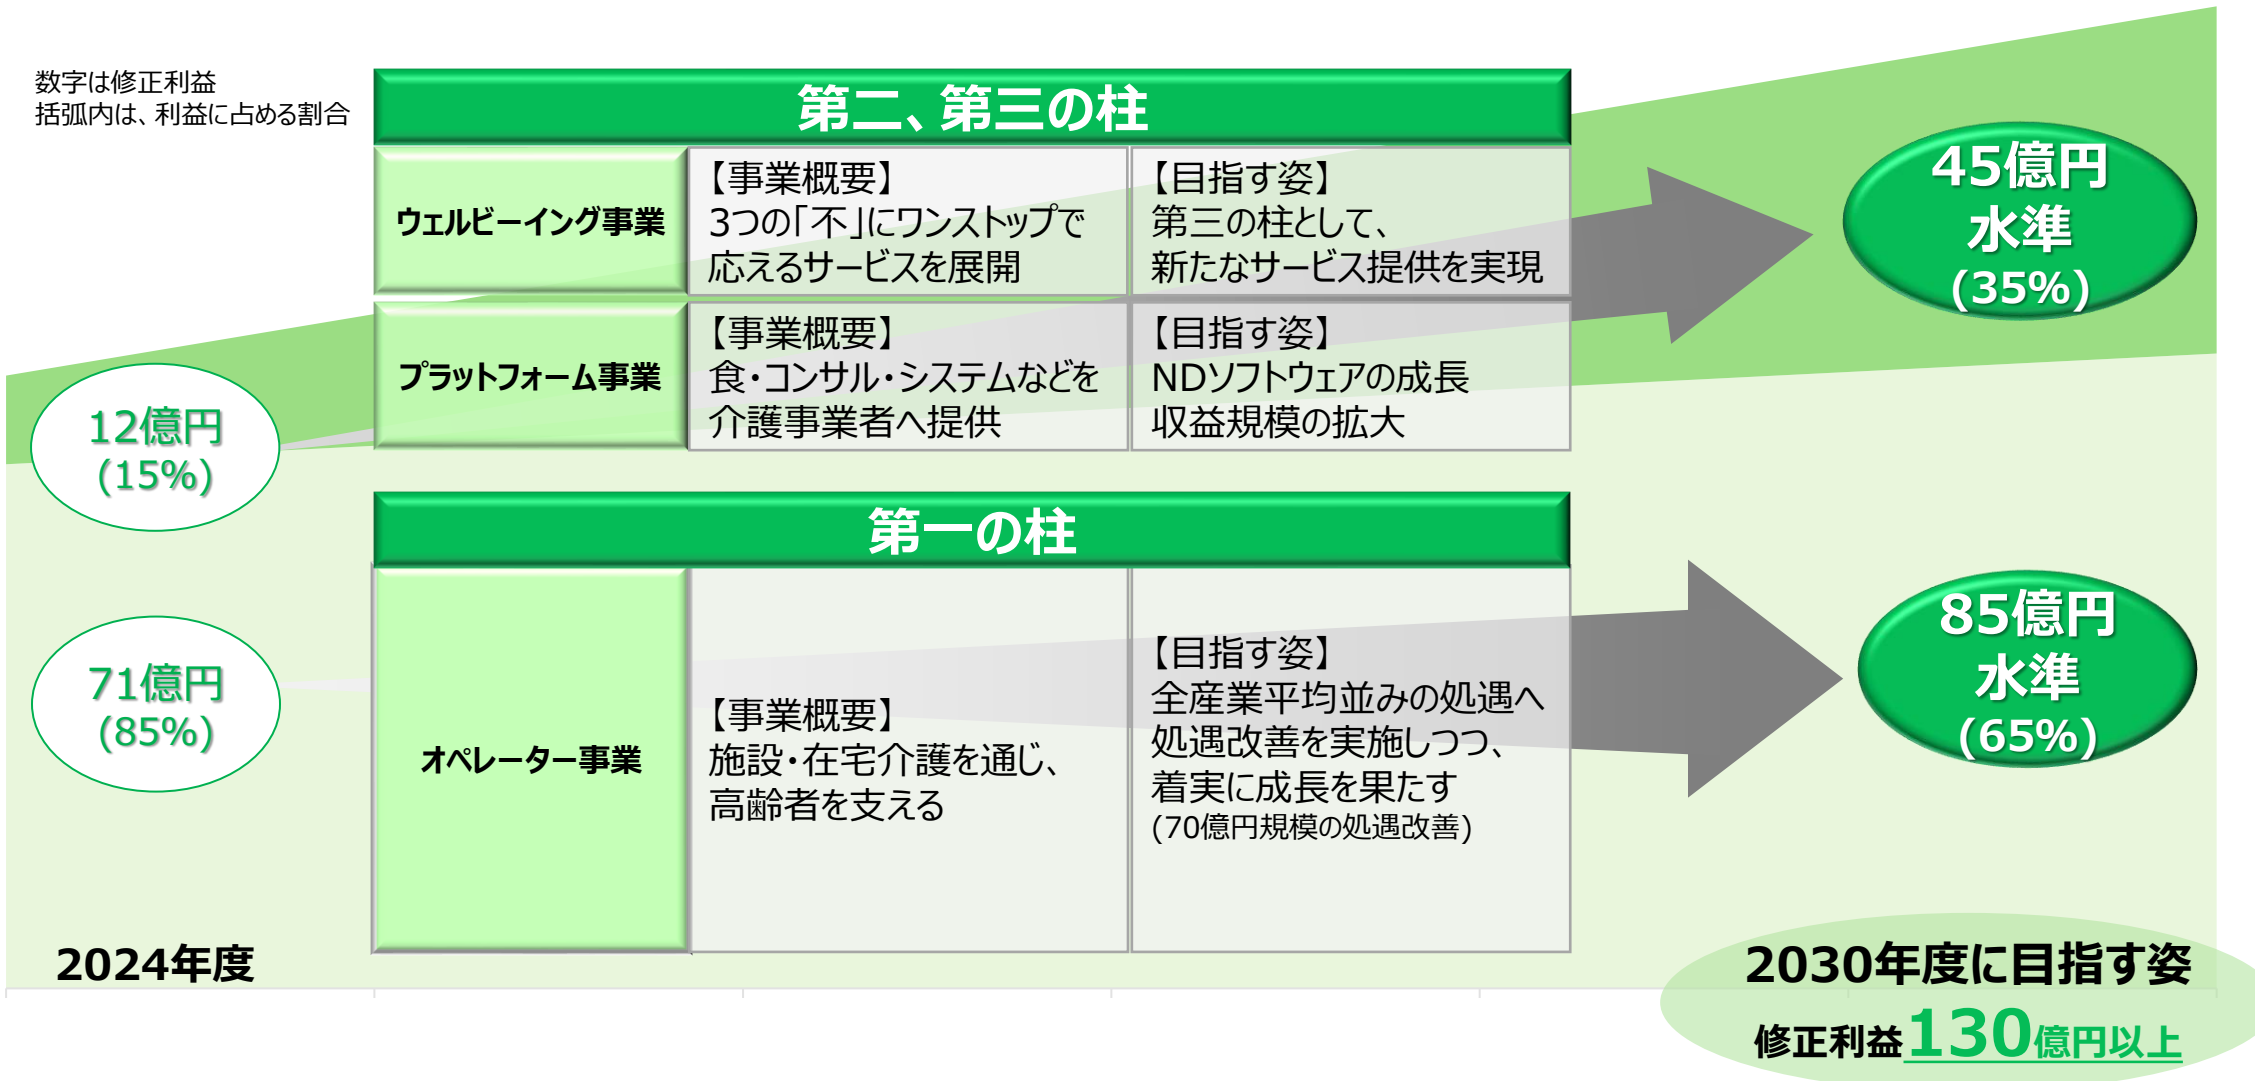 数字は修正利益
括弧内は、利益に占める割合
第二、第三の柱
ウェルビーイング事業
【事業概要】
3つの「不」にワンストップで
応えるサービスを展開
【目指す姿】
第三の柱として、
新たなサービス提供を実現
プラットフォーム事業
【事業概要】
食・コンサル・システムなどを
介護事業者へ提供
【目指す姿】
NDソフトウェアの成長
収益規模の拡大
12億円
(15%)
45億円
水準
(35%)
第一の柱
オペレーター事業
【事業概要】
施設・在宅介護を通じ、
高齢者を支える
【目指す姿】
全産業平均並みの処遇へ
処遇改善を実施しつつ、
着実に成長を果たす
(70億円規模の処遇改善)
71億円
(85%)
85億円
水準
(65%)
2024年度
2030年度に目指す姿
修正利益130億円以上